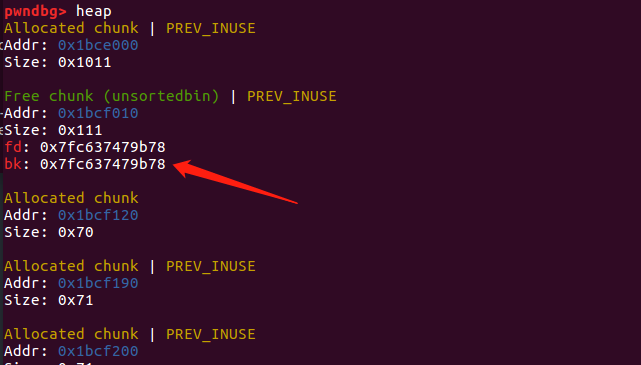 pwndbg> heap
Allocated chunk | PREV_INUSE
Addr: 0x1bce000
Size: 0x1011
Free chunk (unsortedbin) | PREV_INUSE
Addr: 0x1bcf010
Size: 0x111
fd: 0x7fc637479b78
bk: 0x7fc637479b78
Allocated chunk
Addr: 0x1bcf120
Size: 0x70
Allocated chunk | PREV_INUSE
Addr: 0x1bcf190
Size: 0x71
Allocated chunk | PREV_INUSE
Addr: 0x1bcf200